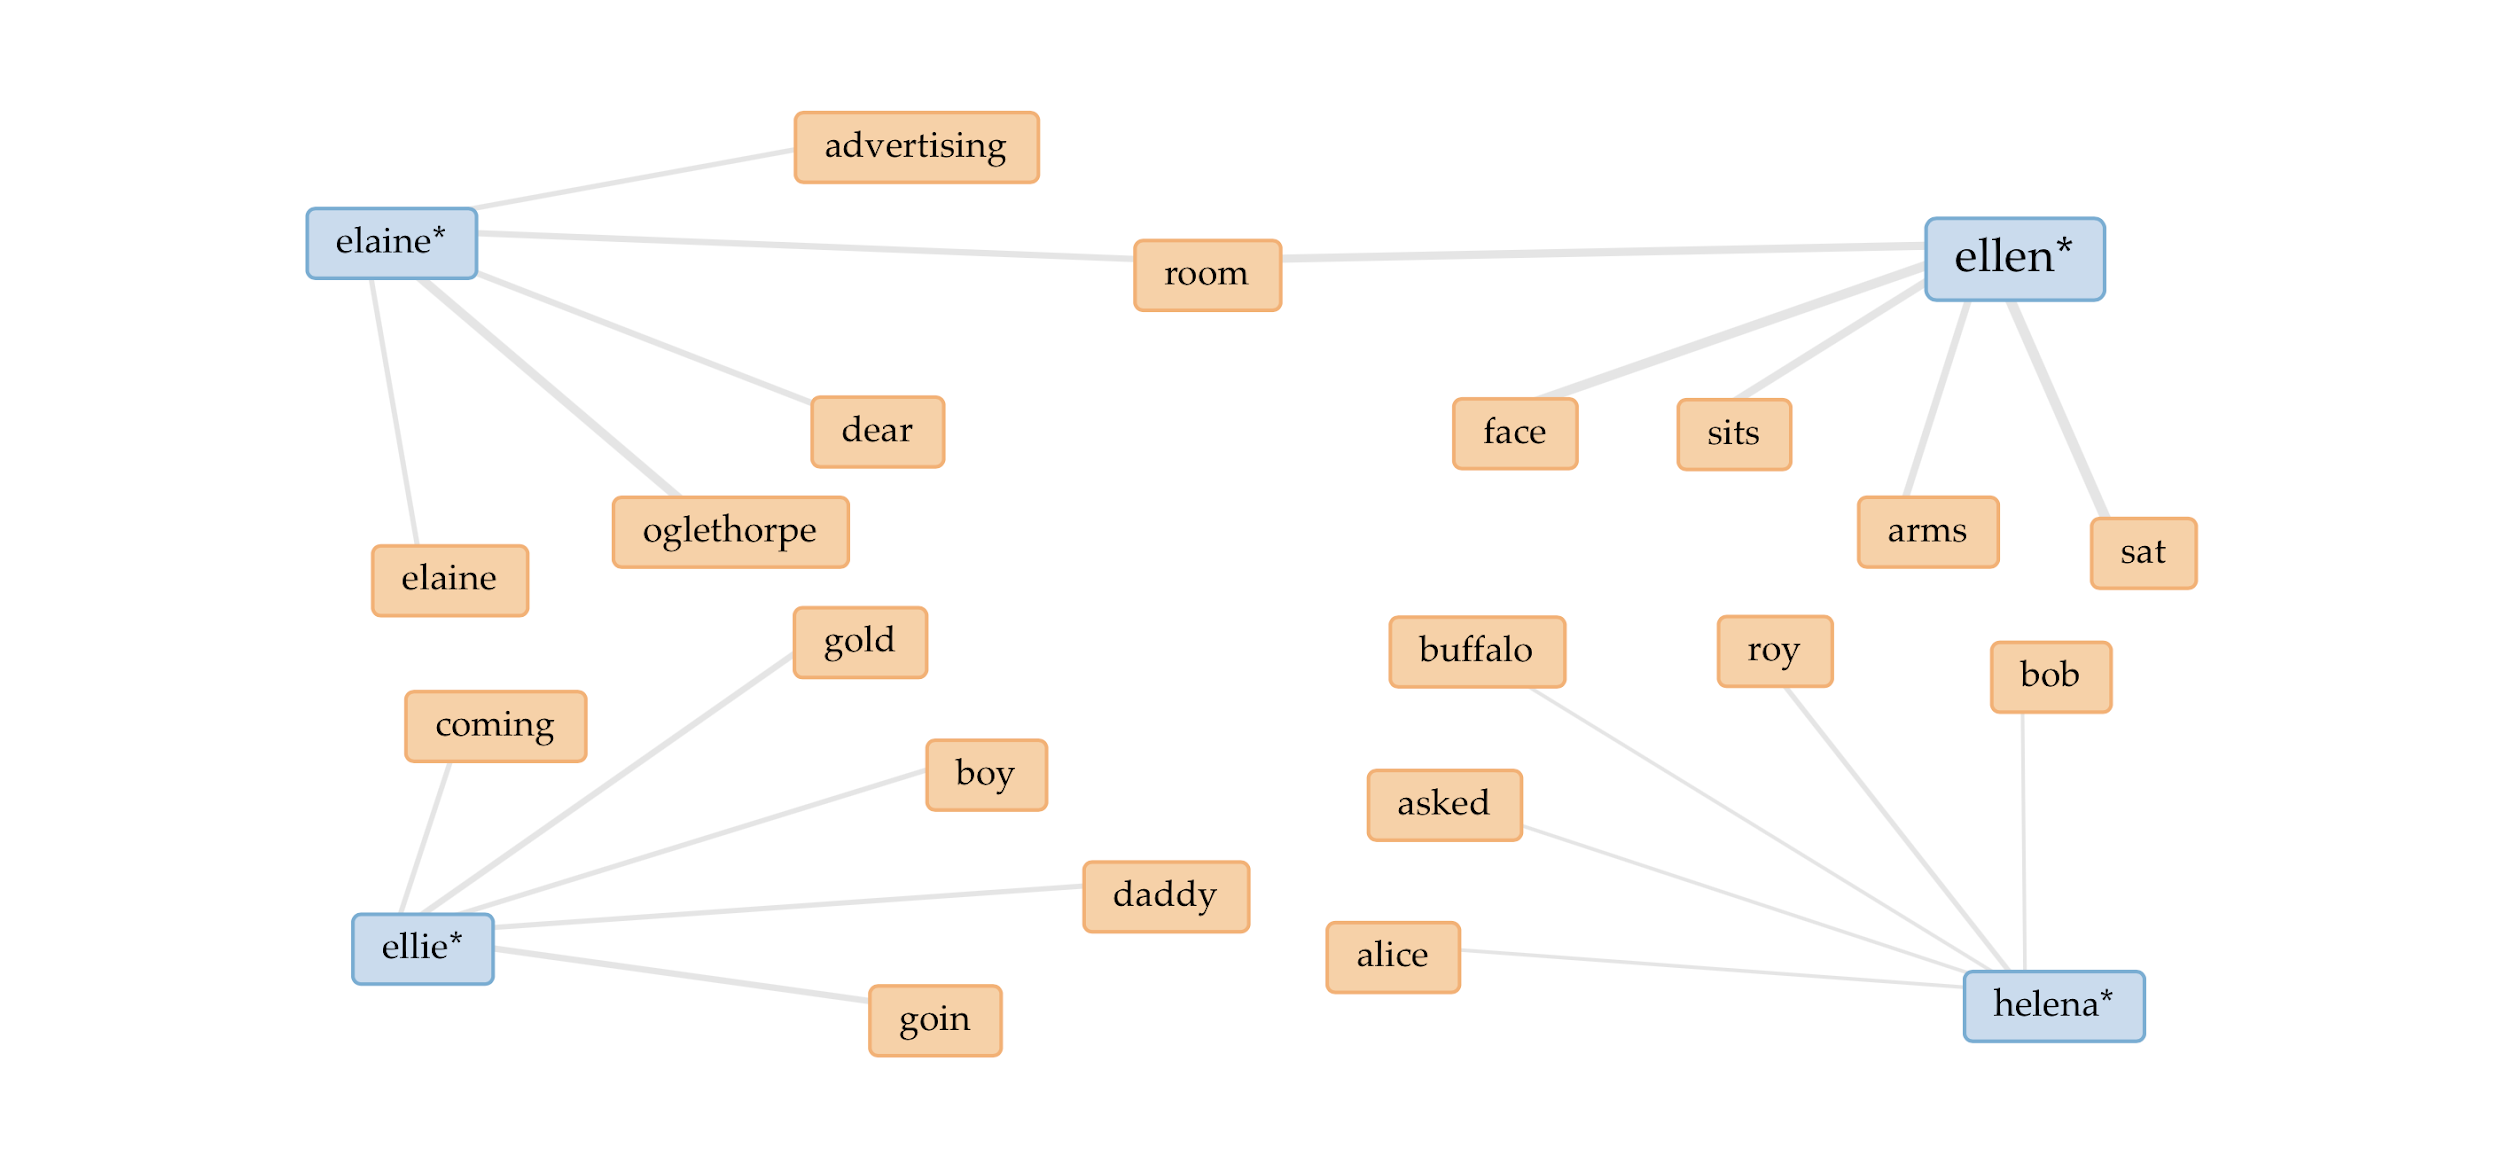 advertising
elaine*
ellen*
room
dear
face
sits
oglethorpe
arms
sat
elaine
gold
buffalo
roy
bob
coming
boy
asked
daddy
ellie*
alice
helena*
goin